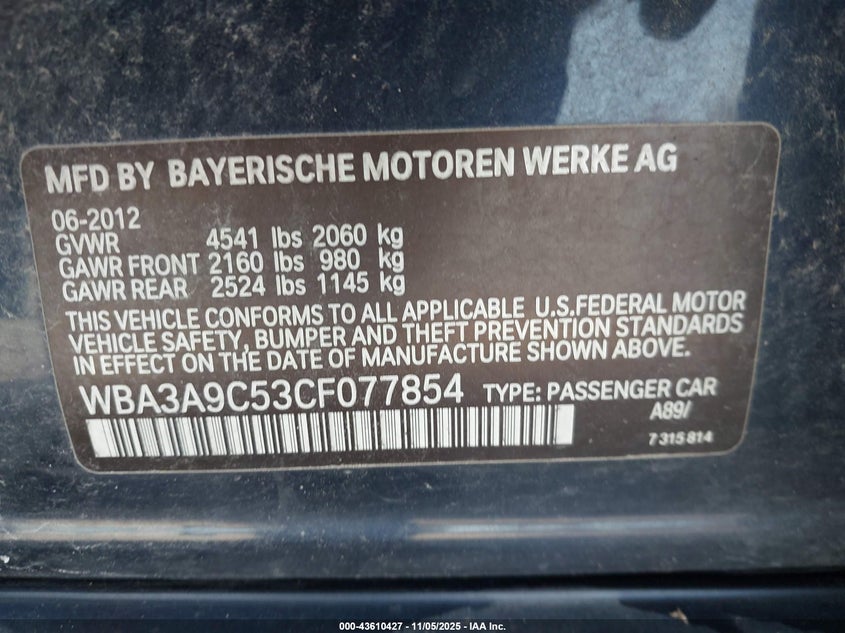 MFD BY BAYERISCHE MOTOREN WERKE AG
06-2012
GVWR 4541 lbs 2060 kg
GAWR FRONT 2160 lbs 980 kg
GAWR REAR 2524 lbs 1145 kg
THIS VEHICLE CONFORMS TO ALL APPLICABLE U.S.FEDERAL MOTOR
VEHICLE SAFETY, BUMPER AND THEFT PREVENTION STANDARDS
IN EFFECT ON THE DATE OF MANUFACTURE SHOWN ABOVE.
WBA3A9C53CF077854 TYPE: PASSENGER CAR
A89/
7 315 814
000-43610427 - 11/05/2025 - IAA Inc.